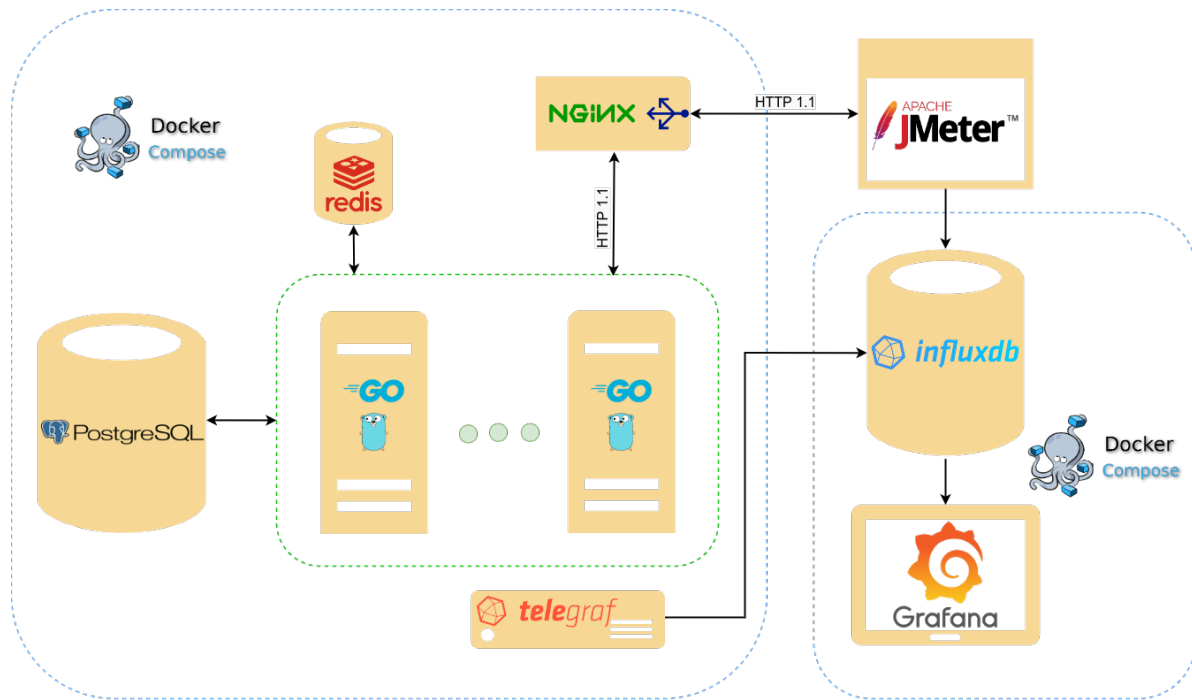 Docker
Compose
redis
NGiNX
HTTP 1.1
APACHE
JMeter™
HTTP 1.1
PostgreSQL
GO
GO
influxdb
Docker
Compose
telegraf
Grafana